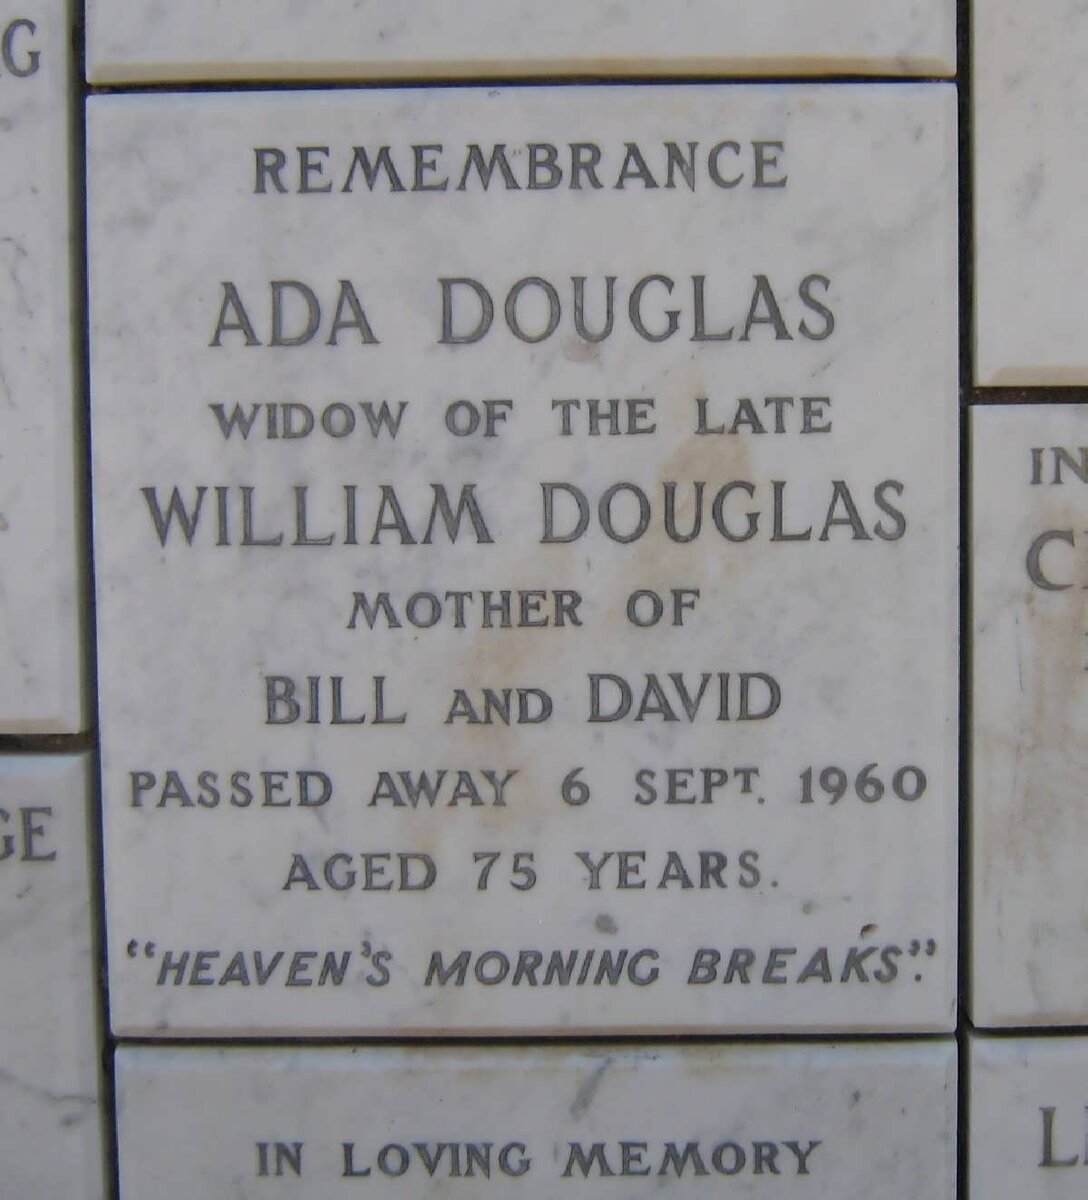 REMEMBRANCE
ADA DOUGLAS
WIDOW OF THE LATE
WILLIAM DOUGLAS
MOTHER OF
BILL AND DAVID
PASSED AWAY 6 SEPT. 1960
AGED 75 YEARS.
"HEAVEN'S MORNING BREAKS".
IN LOVING MEMORY
IN